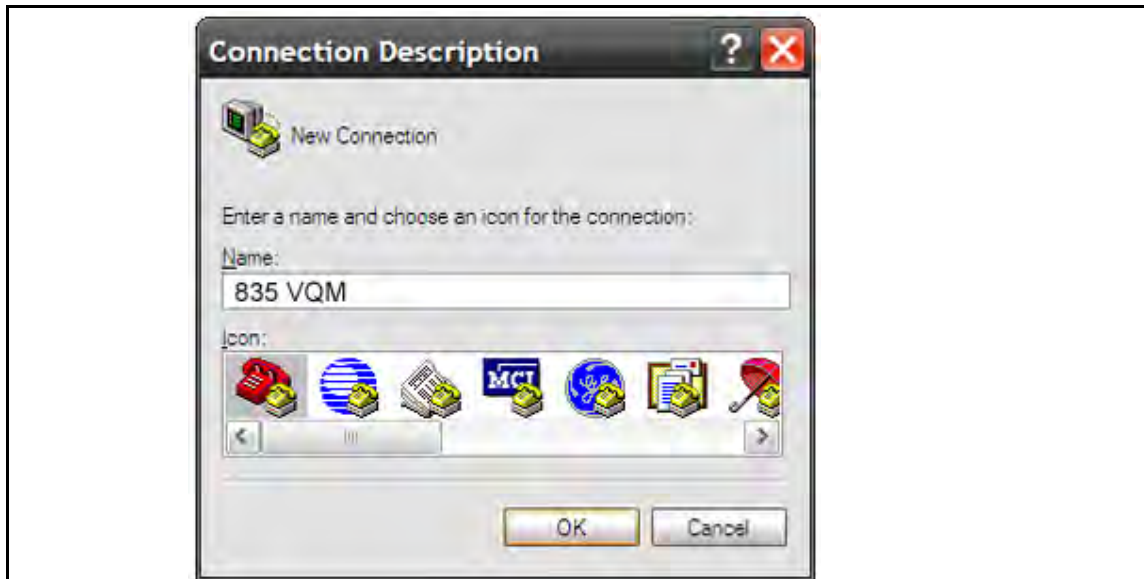 Connection Description
New Connection
Enter a name and choose an icon for the connection:
Name:
835 VQM
Icon:
MCI
OK
Cancel